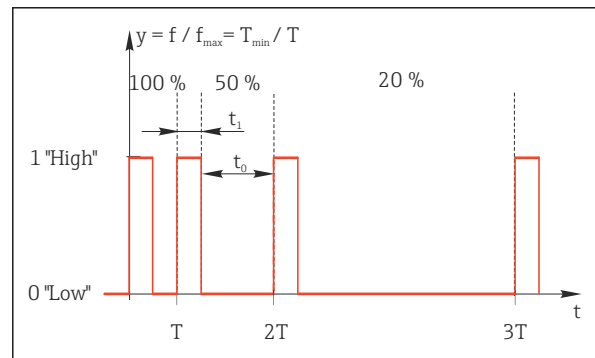 y = f / fmax= Tmin / T
100 % 50 % 20 %
t1
1 "High"
t0
0 "Low"
t
T 2T 3T